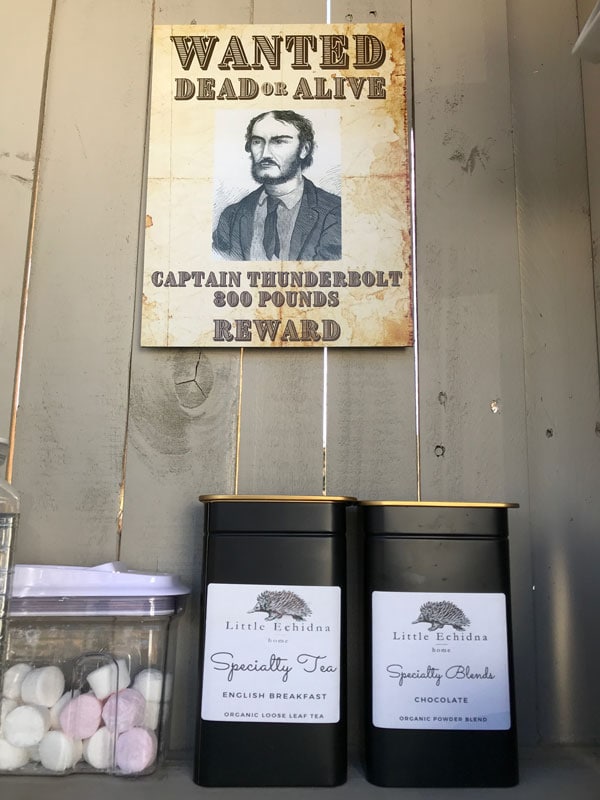 WANTED
DEAD OR ALIVE
CAPTAIN THUNDERBOLT
800 POUNDS
REWARD
Little Echidna
home
Specialty Tea
ENGLISH BREAKFAST
ORGANIC LOOSE LEAF TEA
Little Echidna
home
Specialty Blends
CHOCOLATE
ORGANIC POWDER BLEND